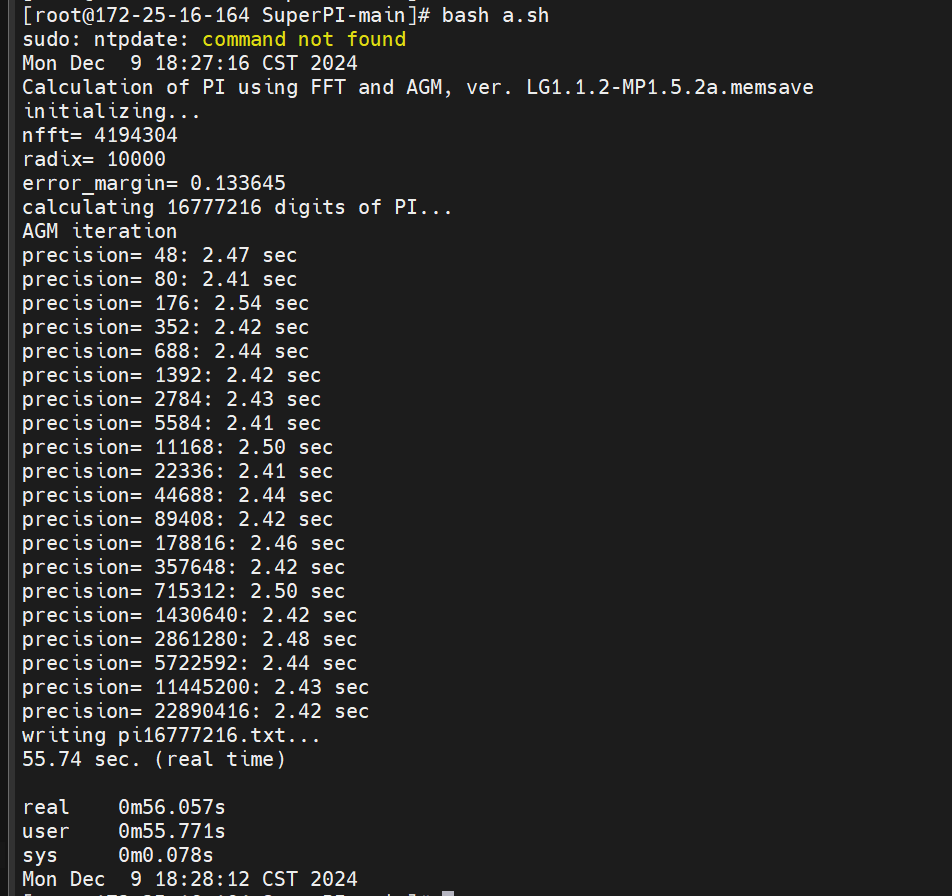 [root@172-25-16-164 SuperPI-main]# bash a.sh
sudo: ntpdate: command not found
Mon Dec  9 18:27:16 CST 2024
Calculation of PI using FFT and AGM, ver. LG1.1.2-MP1.5.2a.memsave
initializing...
nfft= 4194304
radix= 10000
error_margin= 0.133645
calculating 16777216 digits of PI...
AGM iteration
precision= 48: 2.47 sec
precision= 80: 2.41 sec
precision= 176: 2.54 sec
precision= 352: 2.42 sec
precision= 688: 2.44 sec
precision= 1392: 2.42 sec
precision= 2784: 2.43 sec
precision= 5584: 2.41 sec
precision= 11168: 2.50 sec
precision= 22336: 2.41 sec
precision= 44688: 2.44 sec
precision= 89408: 2.42 sec
precision= 178816: 2.46 sec
precision= 357648: 2.42 sec
precision= 715312: 2.50 sec
precision= 1430640: 2.42 sec
precision= 2861280: 2.48 sec
precision= 5722592: 2.44 sec
precision= 11445200: 2.43 sec
precision= 22890416: 2.42 sec
writing pi16777216.txt...
55.74 sec. (real time)

real    0m56.057s
user    0m55.771s
sys     0m0.078s
Mon Dec  9 18:28:12 CST 2024